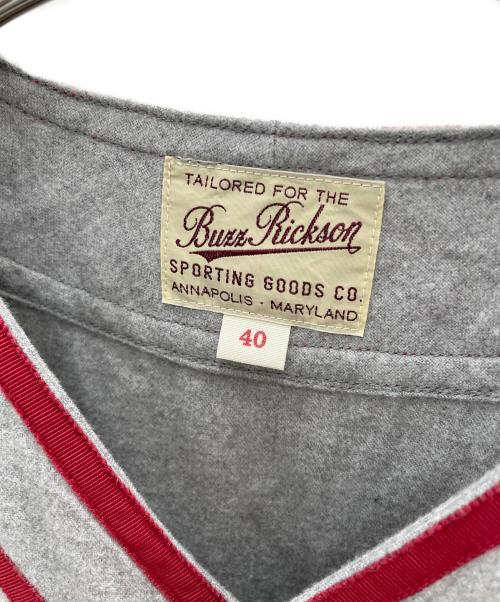 TAILORED FOR THE
Buzz Rickson
SPORTING GOODS CO.
ANNAPOLIS · MARYLAND
40